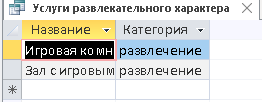 Услуги развлекательного характера
Название Категория
Игровая комн развлечение
Зал с игровым развлечение